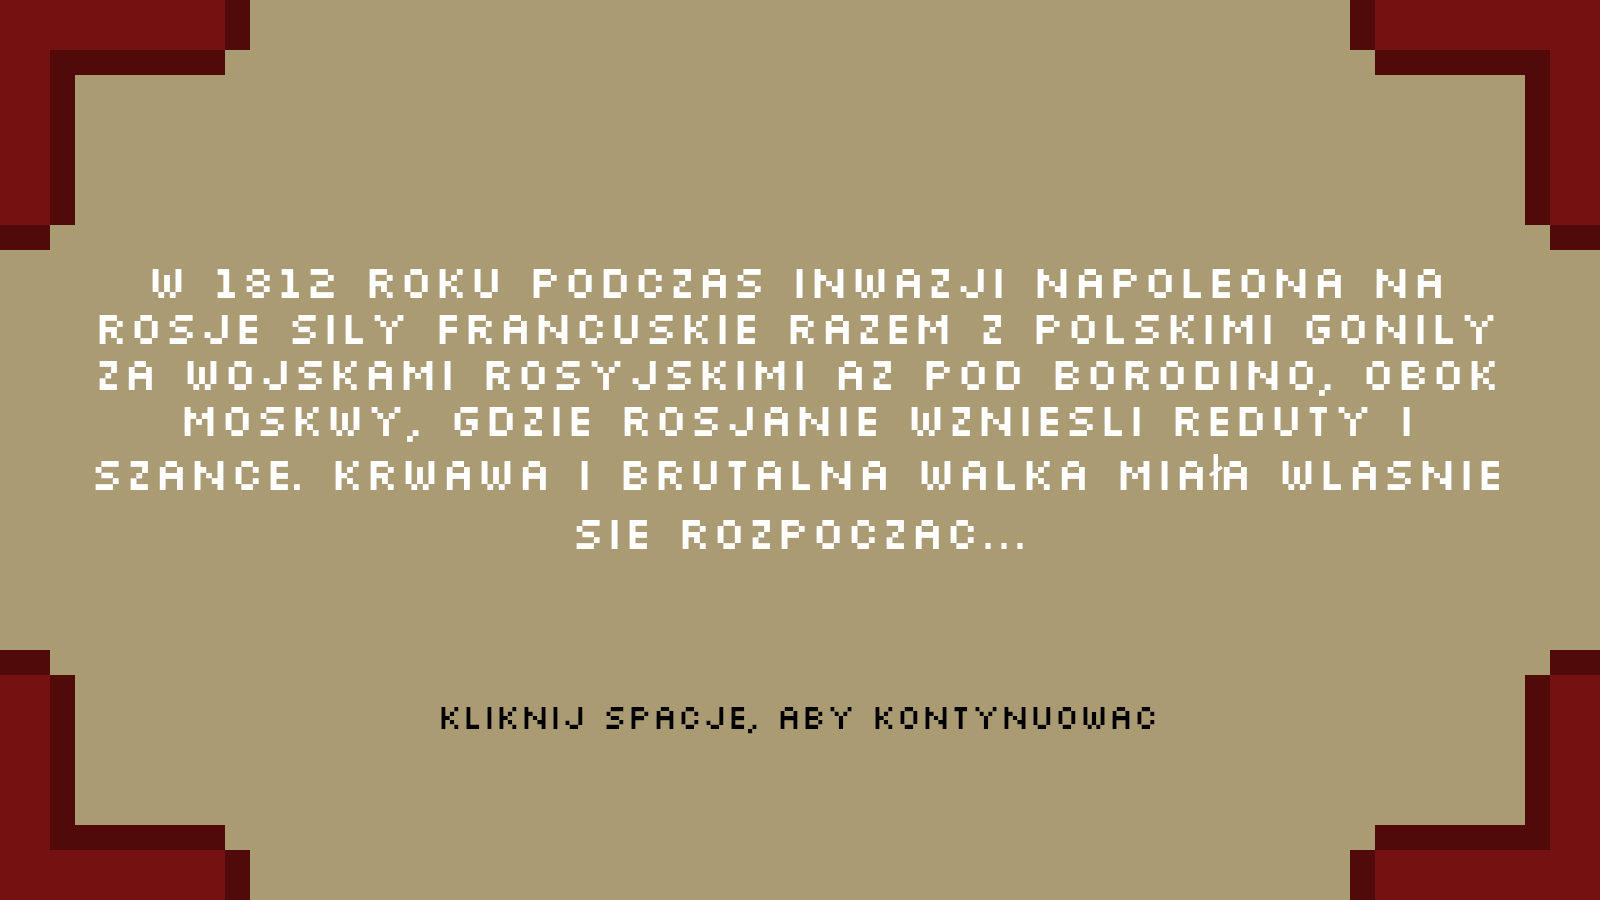 W 1812 ROKU PODCZAS INWAZJI NAPOLEONA NA
ROSJE SILY FRANCUSKIE RAZEM Z POLSKIMI GONILY
ZA WOJSKAMI ROSYJSKIMI AZ POD BORODINO, OBOK
MOSKWY, GDZIE ROSJANIE WZNIESLI REDUTY I
SZANCE. KRWAWA I BRUTALNA WALKA MIAłA WLASNIE
SIE ROZPOCZAC...
KLIKNIJ SPACJE, ABY KONTYNUOWAC